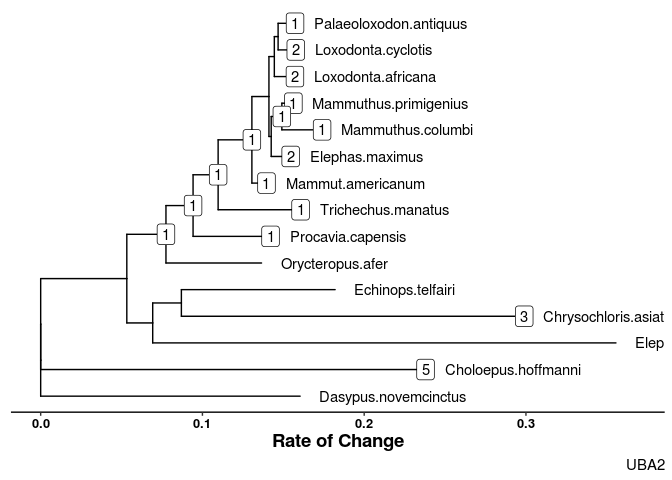 1 Palaeoloxodon.antiquus
2 Loxodonta.cyclotis
2 Loxodonta.africana
1 Mammuthus.primigenius
1
1 Mammuthus.columbi
1
2 Elephas.maximus
1 Mammut.americanum
1
1 Trichechus.manatus
1
1 Procavia.capensis
1
Orycteropus.afer
Echinops.telfairi
3 Chrysochloris.asiat
Elep
5 Choloepus.hoffmanni
Dasypus.novemcinctus
0.0 0.1 0.2 0.3
Rate of Change
UBA2